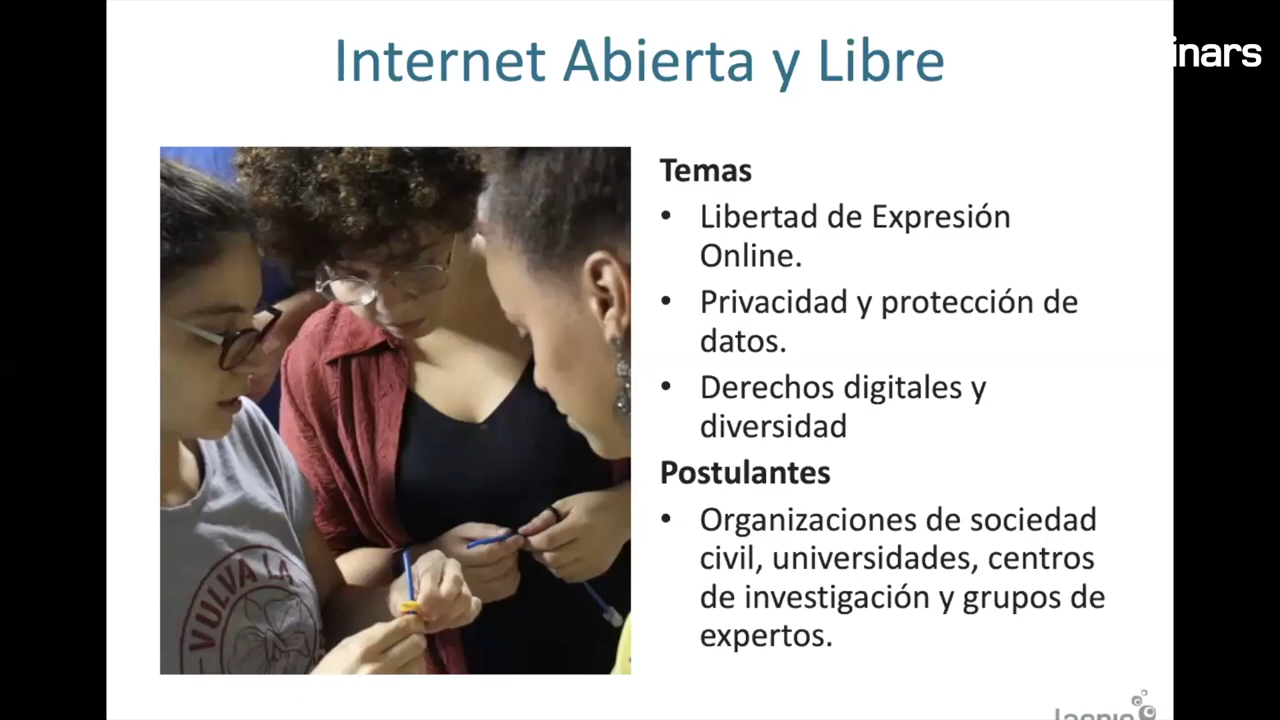 Internet Abierta y Libre
inars
Temas
• Libertad de Expresión
Online.
• Privacidad y protección de
datos.
• Derechos digitales y
diversidad
Postulantes
• Organizaciones de sociedad
civil, universidades, centros
de investigación y grupos de
expertos.
VULVA LA